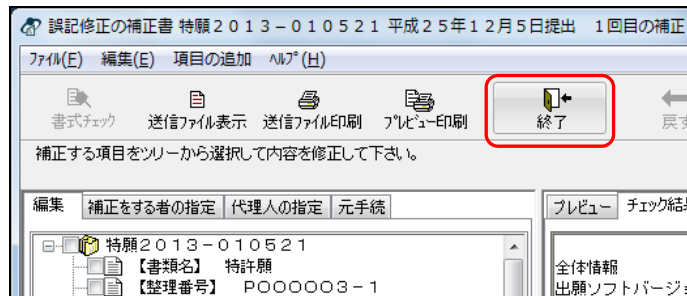 誤記修正の補正書 特願２０１３－０１０５２１ 平成２５年１２月５日提出 1回目の補正
ﾌｧｲﾙ(F) 編集(E) 項目の追加 ﾍﾙﾌﾟ(H)
書式ﾁｪｯｸ 送信ﾌｧｲﾙ表示 送信ﾌｧｲﾙ印刷 ﾌﾟﾚﾋﾞｭｰ印刷 終了 戻す
補正する項目をツリーから選択して内容を修正して下さい。
編集 補正をする者の指定 代理人の指定 元手続 プレビュー チェック結果
特願２０１３－０１０５２１
【書類名】 特許願 全体情報
【整理番号】 Ｐ０００００３－１ 出願ソフトバージョ